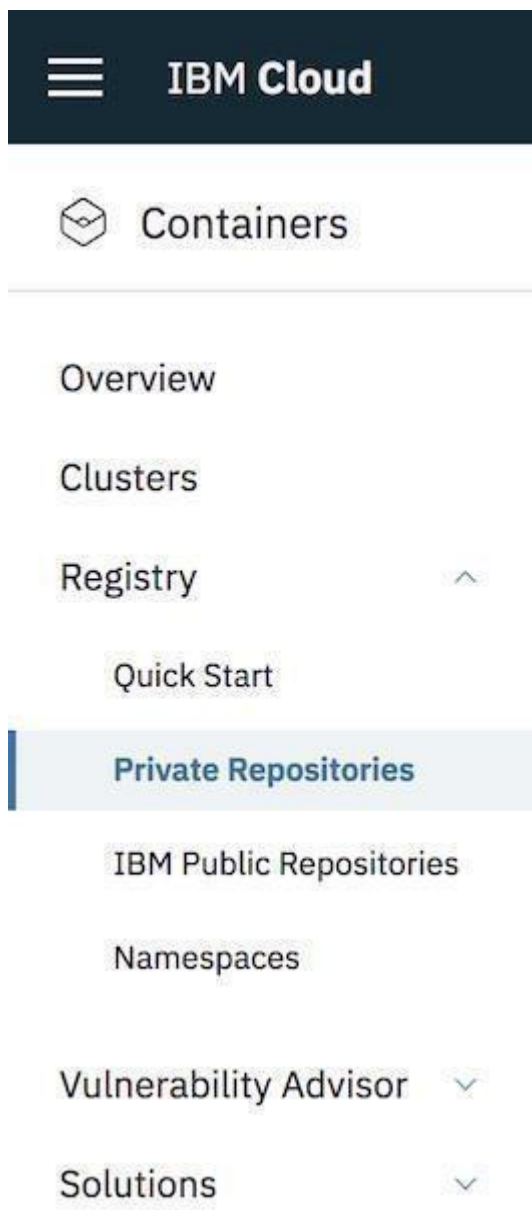 IBM Cloud
Containers
Overview
Clusters
Registry
Quick Start
Private Repositories
IBM Public Repositories
Namespaces
Vulnerability Advisor
Solutions